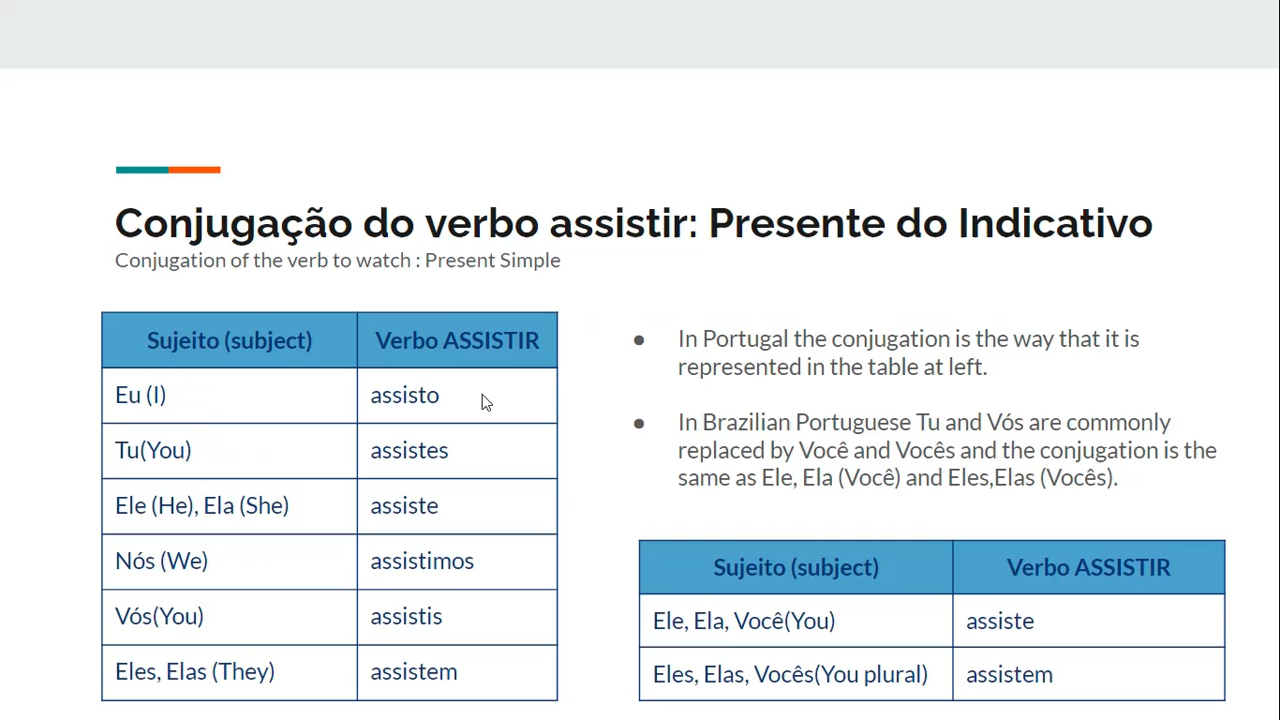 Conjugação do verbo assistir: Presente do Indicativo
Conjugation of the verb to watch : Present Simple
Sujeito (subject) Verbo ASSISTIR
Eu (I) assisto
Tu(You) assistes
Ele (He), Ela (She) assiste
Nós (We) assistimos
Vós(You) assistis
Eles, Elas (They) assistem
● In Portugal the conjugation is the way that it is
represented in the table at left.
● In Brazilian Portuguese Tu and Vós are commonly
replaced by Você and Vocês and the conjugation is the
same as Ele, Ela (Você) and Eles,Elas (Vocês).
Sujeito (subject) Verbo ASSISTIR
Ele, Ela, Você(You) assiste
Eles, Elas, Vocês(You plural) assistem